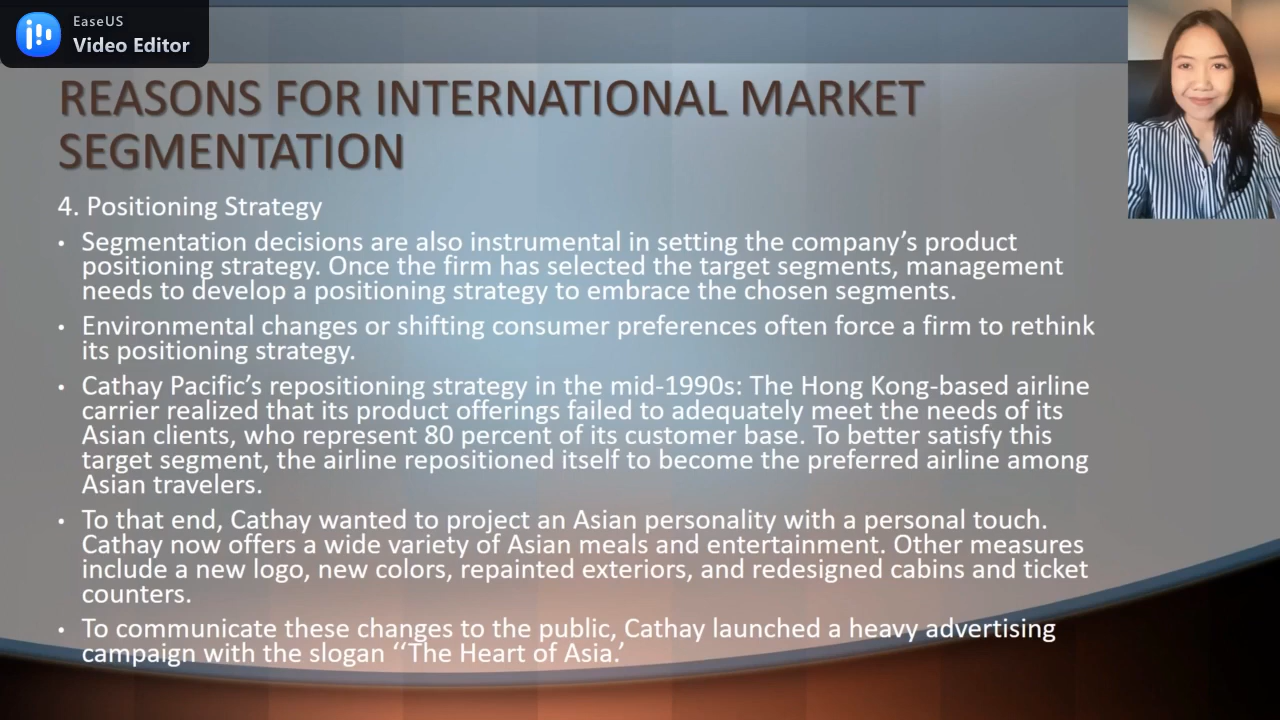 EaseUS
Video Editor
REASONS FOR INTERNATIONAL MARKET
SEGMENTATION
4. Positioning Strategy
• Segmentation decisions are also instrumental in setting the company’s product
positioning strategy. Once the firm has selected the target segments, management
needs to develop a positioning strategy to embrace the chosen segments.
• Environmental changes or shifting consumer preferences often force a firm to rethink
its positioning strategy.
• Cathay Pacific’s repositioning strategy in the mid-1990s: The Hong Kong-based airline
carrier realized that its product offerings failed to adequately meet the needs of its
Asian clients, who represent 80 percent of its customer base. To better satisfy this
target segment, the airline repositioned itself to become the preferred airline among
Asian travelers.
• To that end, Cathay wanted to project an Asian personality with a personal touch.
Cathay now offers a wide variety of Asian meals and entertainment. Other measures
include a new logo, new colors, repainted exteriors, and redesigned cabins and ticket
counters.
• To communicate these changes to the public, Cathay launched a heavy advertising
campaign with the slogan ‘‘The Heart of Asia.’